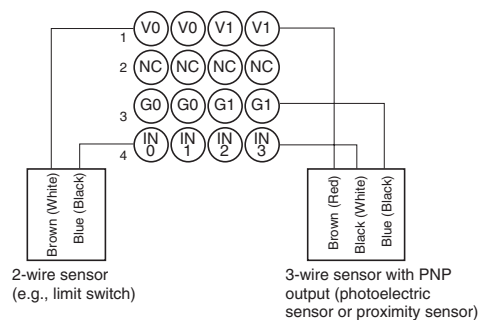 1 V0 V0 V1 V1
2 NC NC NC NC
3 G0 G0 G1 G1
4 IN 0 IN 1 IN 2 IN 3
Brown (White)
Blue (Black)
Brown (Red)
Black (White)
Blue (Black)
2-wire sensor
(e.g., limit switch)
3-wire sensor with PNP
output (photoelectric
sensor or proximity sensor)